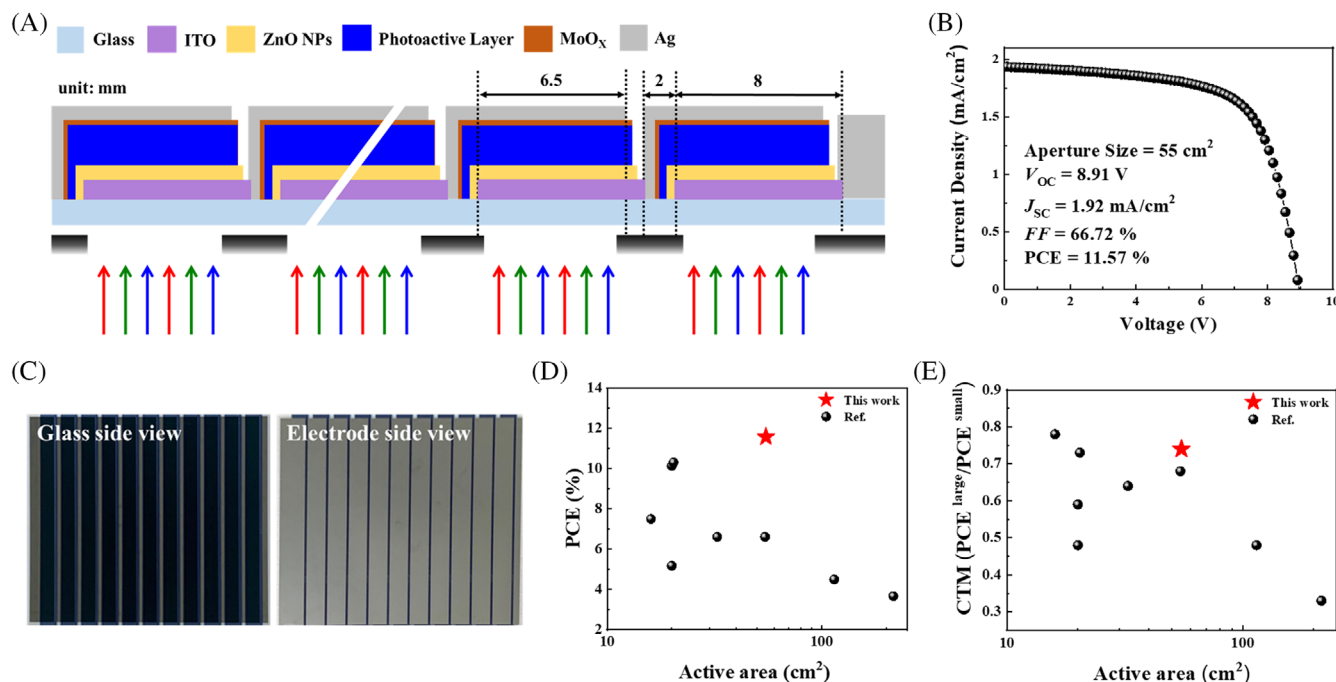 (A)
Glass ITO ZnO NPs Photoactive Layer MoOX Ag
unit: mm
6.5 2 8
(B)
Current Density (mA/cm2)
2
1.5
1
0.5
0
Aperture Size = 55 cm2
VOC = 8.91 V
JSC = 1.92 mA/cm2
FF = 66.72 %
PCE = 11.57 %
0 2 4 6 8 10
Voltage (V)
(C)
Glass side view
Electrode side view
(D)
PCE (%)
14
12
10
8
6
4
2
This work
Ref.
100
Active area (cm2)
(E)
CTM (PCE large/PCE small)
0.9
0.8
0.7
0.6
0.5
0.4
0.3
This work
Ref.
10 100
Active area (cm2)